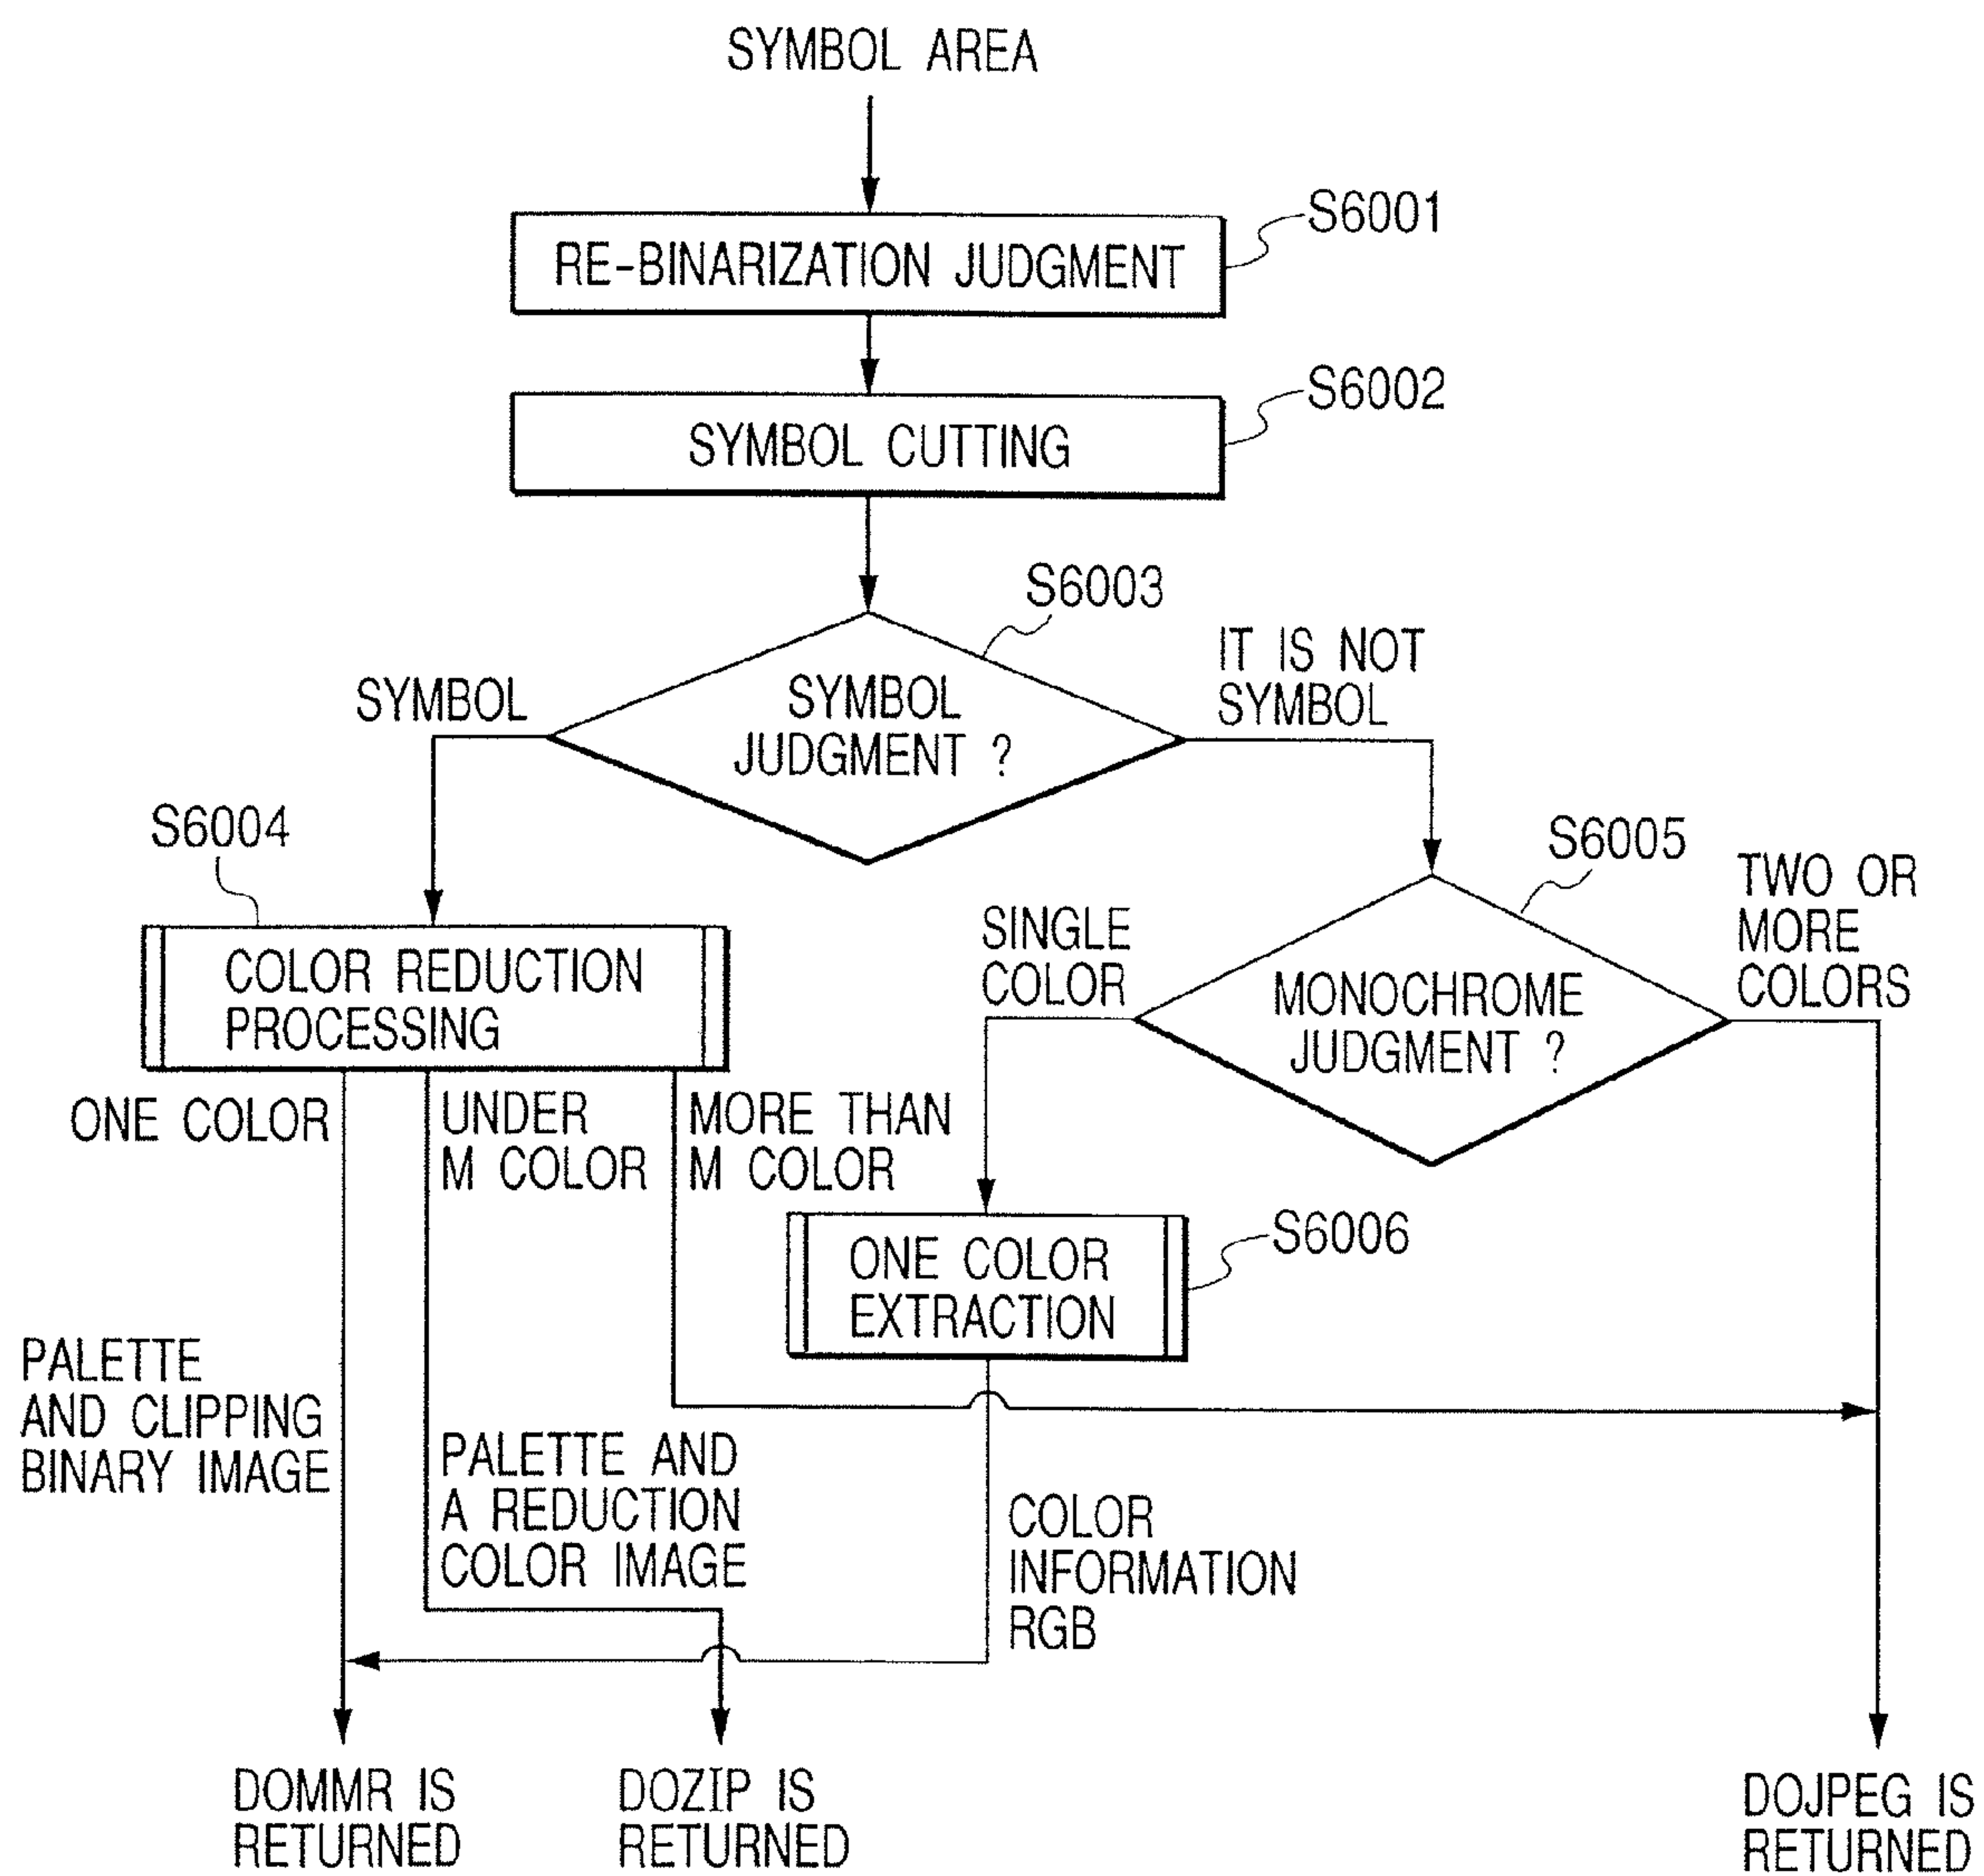 SYMBOL AREA
S6001
RE-BINARIZATION JUDGMENT
S6002
SYMBOL CUTTING
S6003
SYMBOL
JUDGMENT ?
SYMBOL
IT IS NOT
SYMBOL
S6004
COLOR REDUCTION
PROCESSING
S6005
MONOCHROME
JUDGMENT ?
SINGLE
COLOR
TWO OR
MORE
COLORS
ONE COLOR
UNDER
M COLOR
MORE THAN
M COLOR
S6006
ONE COLOR
EXTRACTION
PALETTE
AND CLIPPING
BINARY IMAGE
PALETTE AND
A REDUCTION
COLOR IMAGE
COLOR
INFORMATION
RGB
DOMMR IS
RETURNED
DOZIP IS
RETURNED
DOJPEG IS
RETURNED